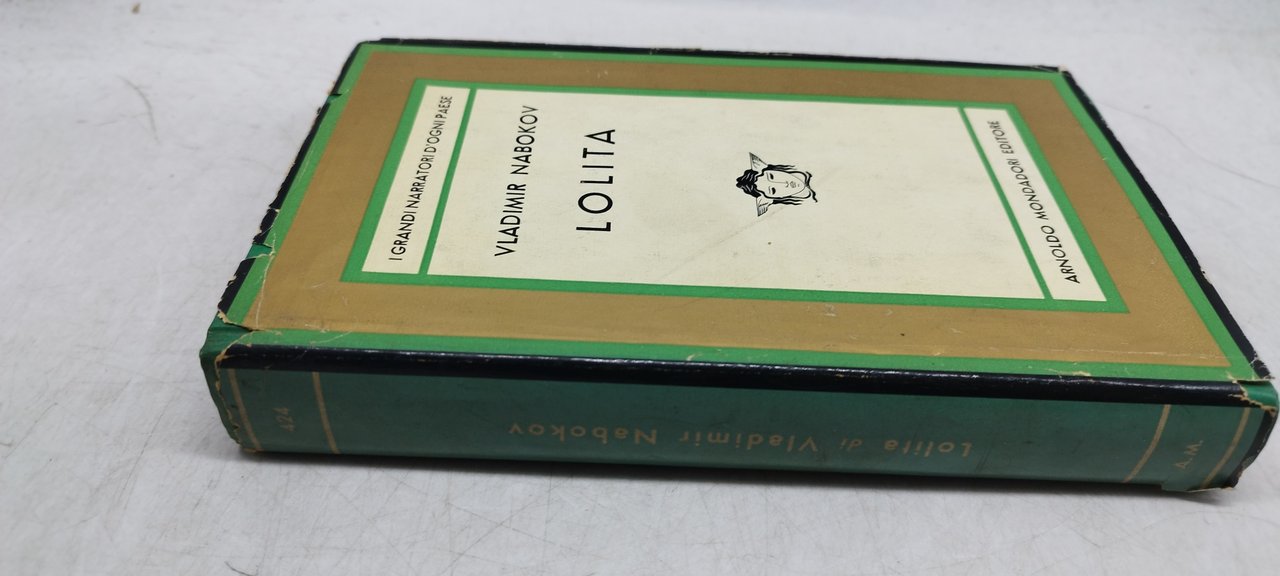 I GRANDI NARRATORI D'OGNI PAESE
VLADIMIR NABOKOV
LOLITA
ARNOLDO MONDADORI EDITORE
424
Lolita di Vladimir Nabokov
A.M.